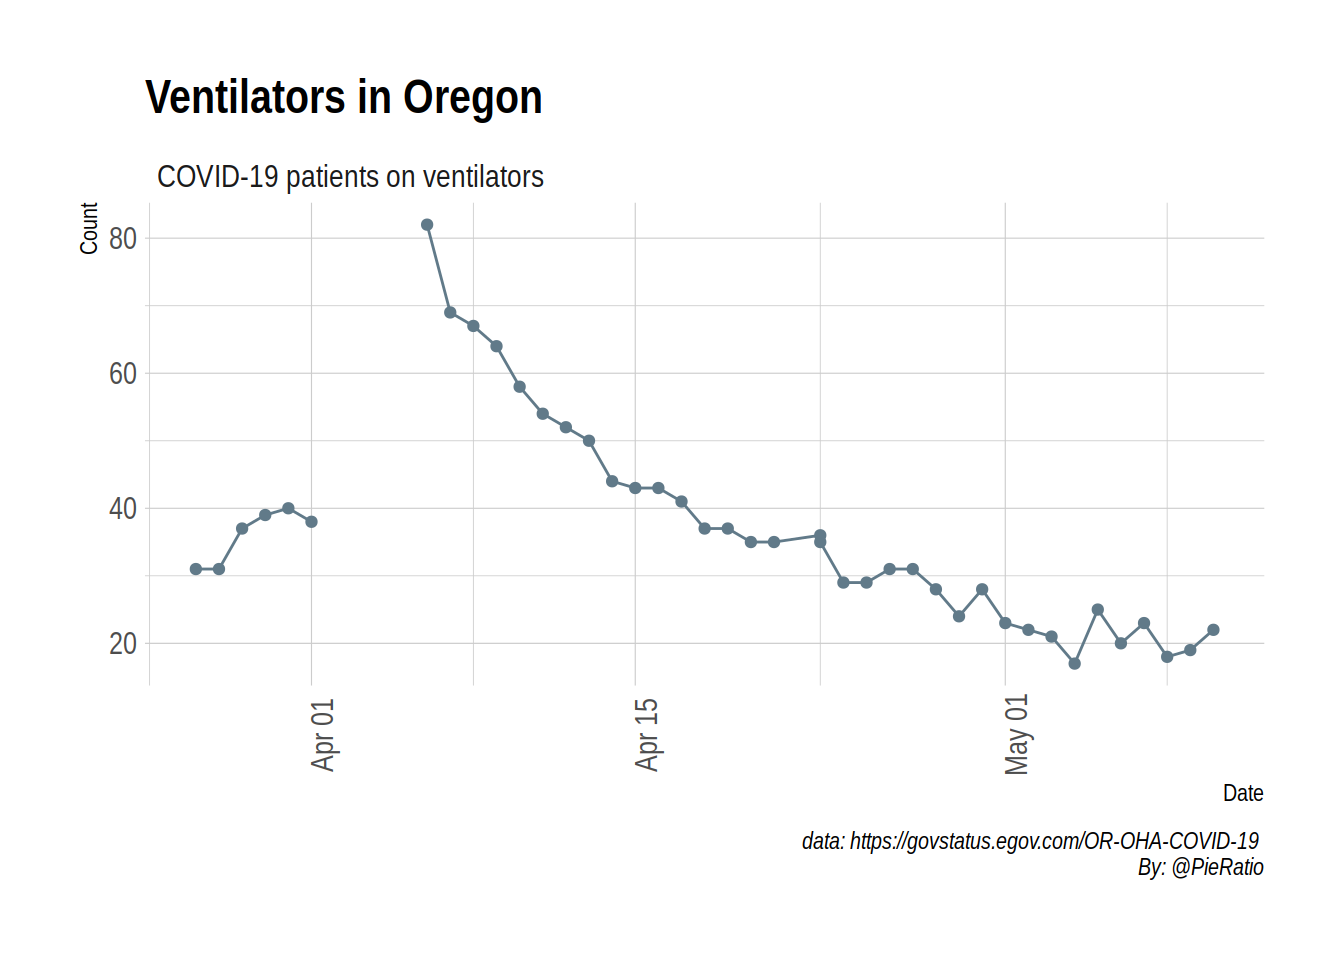 Ventilators in Oregon
COVID-19 patients on ventilators
Count
80
60
40
20
Apr 01
Apr 15
May 01
Date
data: https://govstatus.egov.com/OR-OHA-COVID-19
By: @PieRatio